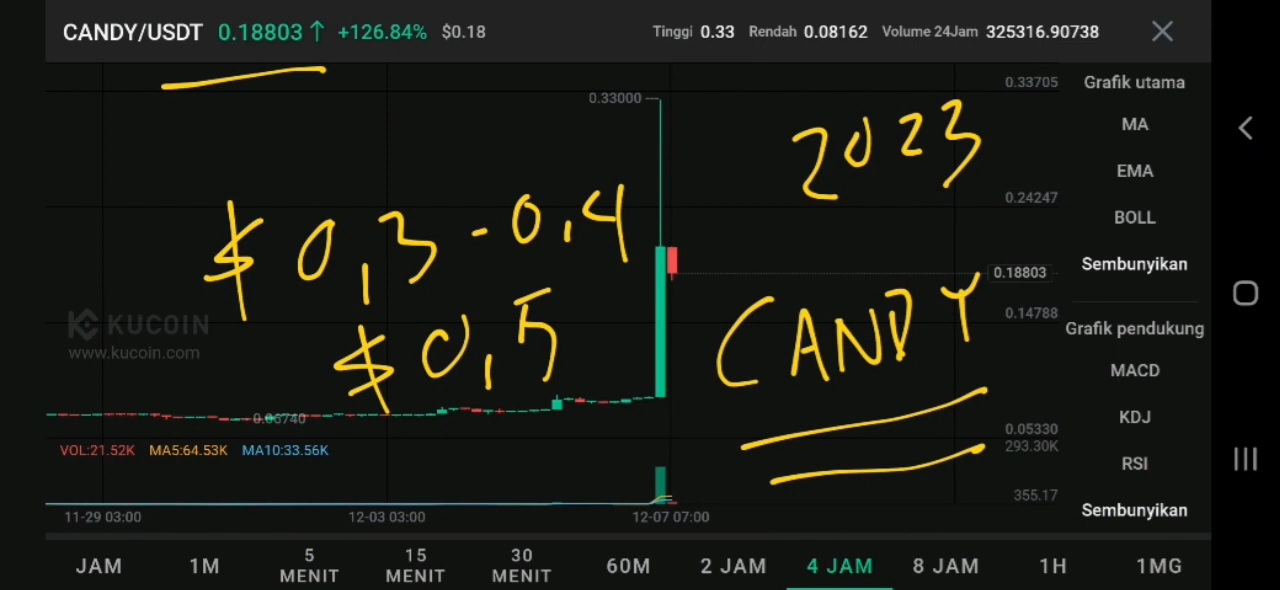 CANDY/USDT 0.18803↑ +126.84% $0.18 Tinggi 0.33 Rendah 0.08162 Volume 24Jam 325316.90738
0.33705
Grafik utama
0.33000
MA
2023
EMA
0.24247
BOLL
$ 0,3 - 0,4
Sembunyikan
0.18803
0.14788
KUCOIN
www.kucoin.com
Grafik pendukung
$ 0,5
CANDY
MACD
0.06740
KDJ
0.05330
293.30K
VOL:21.52K MA5:64.53K MA10:33.56K
RSI
355.17
Sembunyikan
11-29 03:00 12-03 03:00 12-07 07:00
JAM 1M 5 MENIT 15 MENIT 30 MENIT 60M 2 JAM 4 JAM 8 JAM 1H 1MG